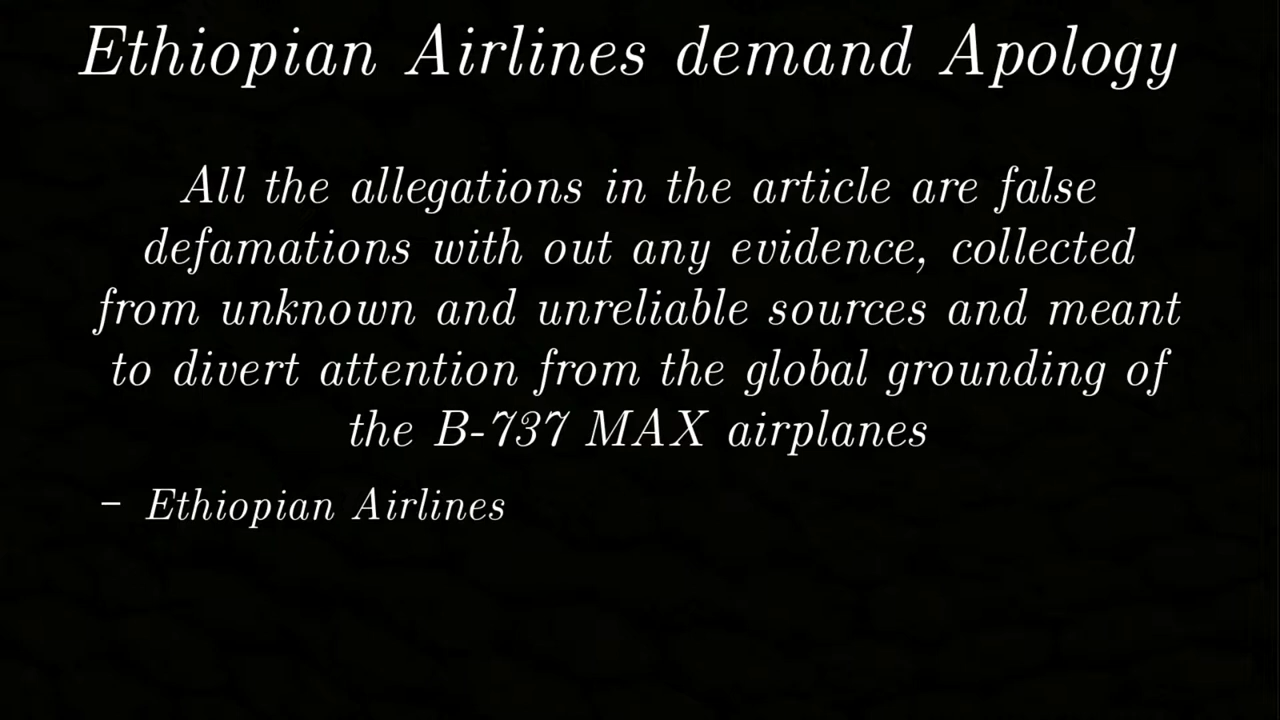 Ethiopian Airlines demand Apology
All the allegations in the article are false
defamations with out any evidence, collected
from unknown and unreliable sources and meant
to divert attention from the global grounding of
the B-737 MAX airplanes
– Ethiopian Airlines